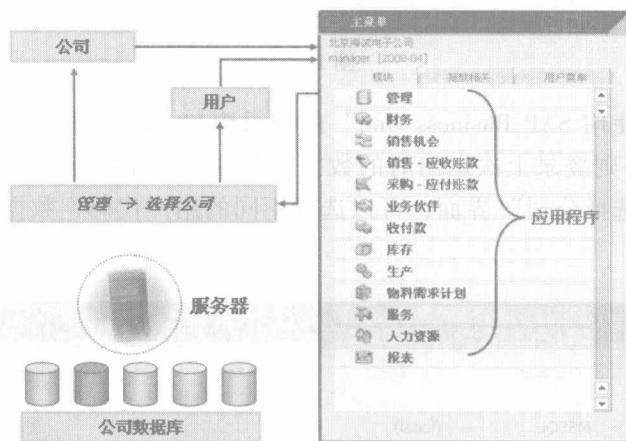 公司
用户
管理 → 选择公司
服务器
公司数据库
主菜单
北京海波电子公司
manager [2008-04]
模块
拖放相关
用户菜单
管理
财务
销售机会
销售 - 应收账款
采购 - 应付账款
业务伙伴
收付款
库存
生产
物料需求计划
服务
人力资源
报表
应用程序
SAP Business